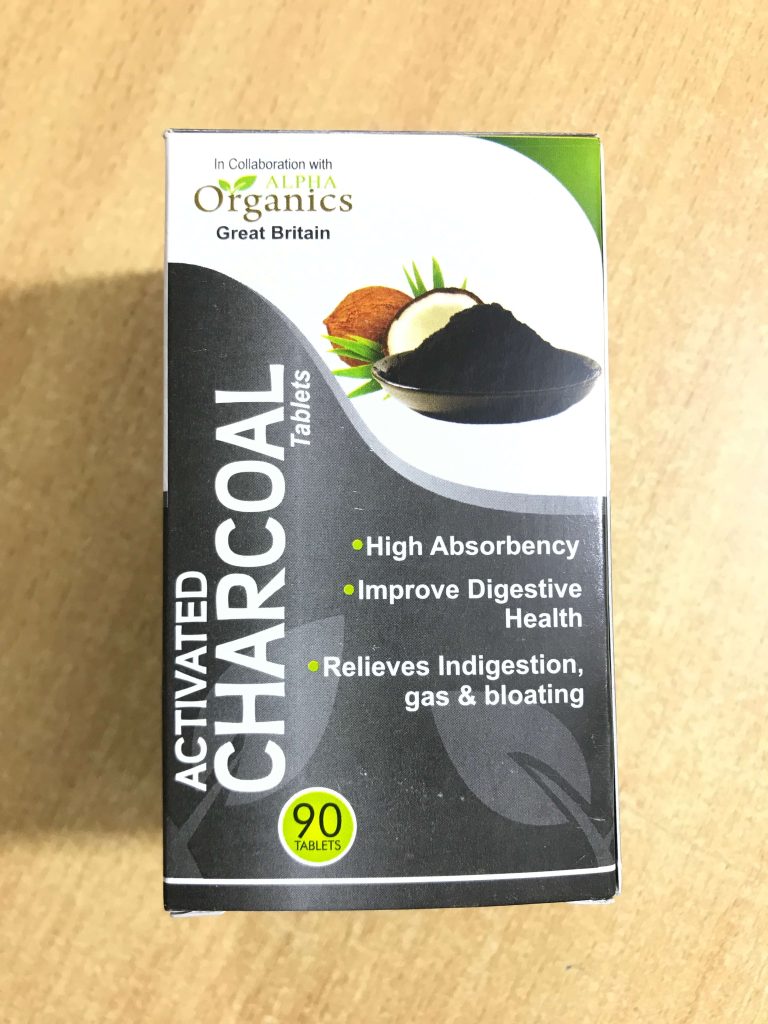 In Collaboration with
ALPHA
Organics
Great Britain
ACTIVATED
CHARCOAL
Tablets
•High Absorbency
•Improve Digestive
Health
•Relieves Indigestion,
gas & bloating
90
TABLETS